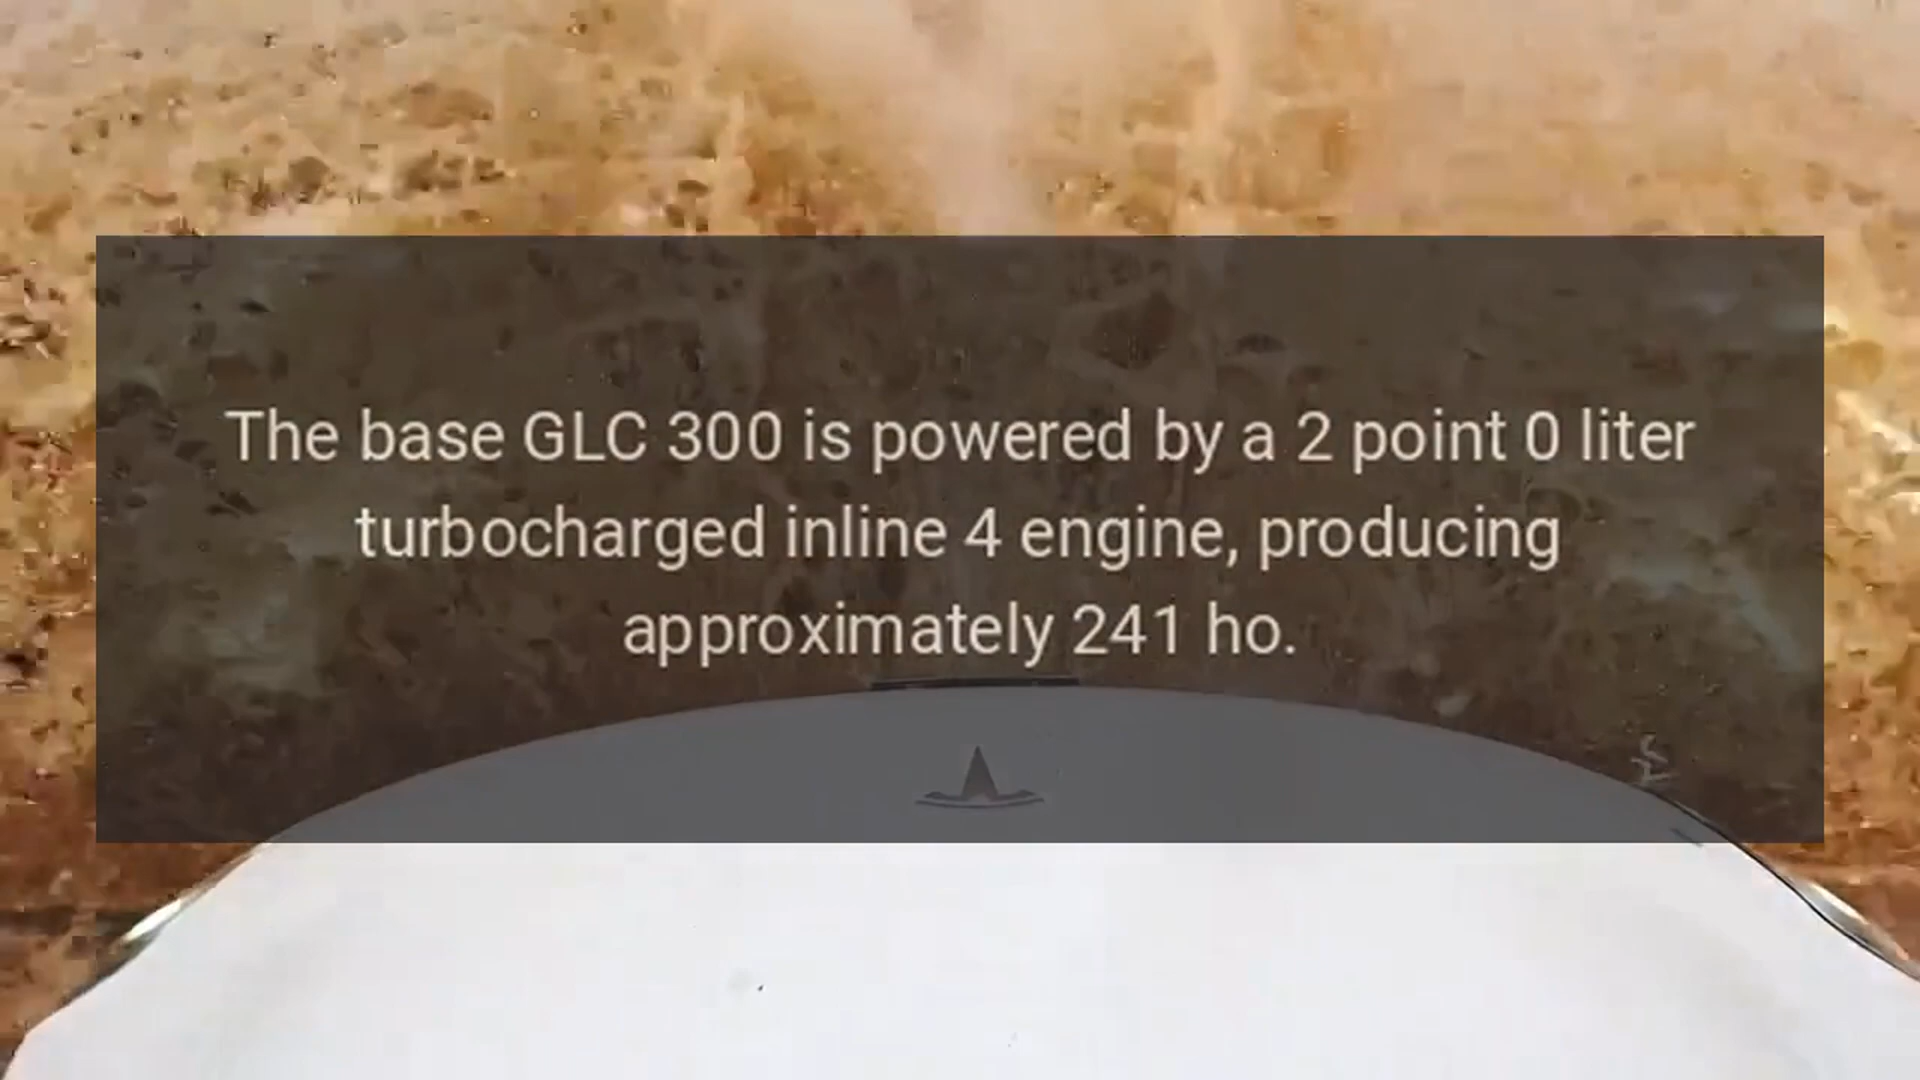 The base GLC 300 is powered by a 2 point 0 liter
turbocharged inline 4 engine, producing
approximately 241 ho.